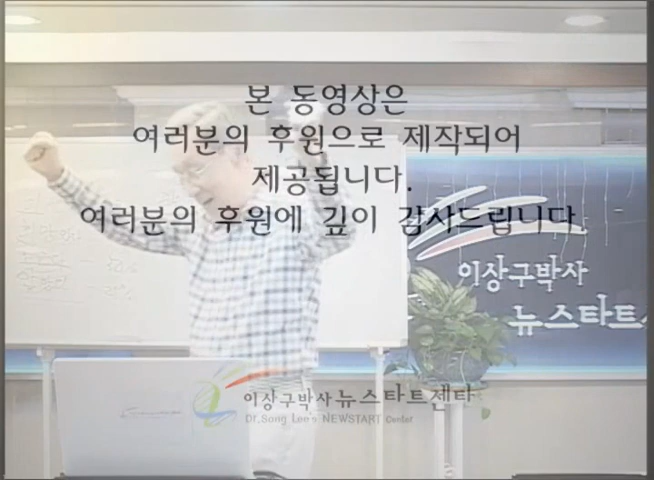 본 동영상은
여러분의 후원으로 제작되어
제공됩니다.
여러분의 후원에 깊이 감사드립니다
이상구박사
뉴스타트
이상구박사 뉴스타트센타
Dr.Sang Lee's NEWSTART Center